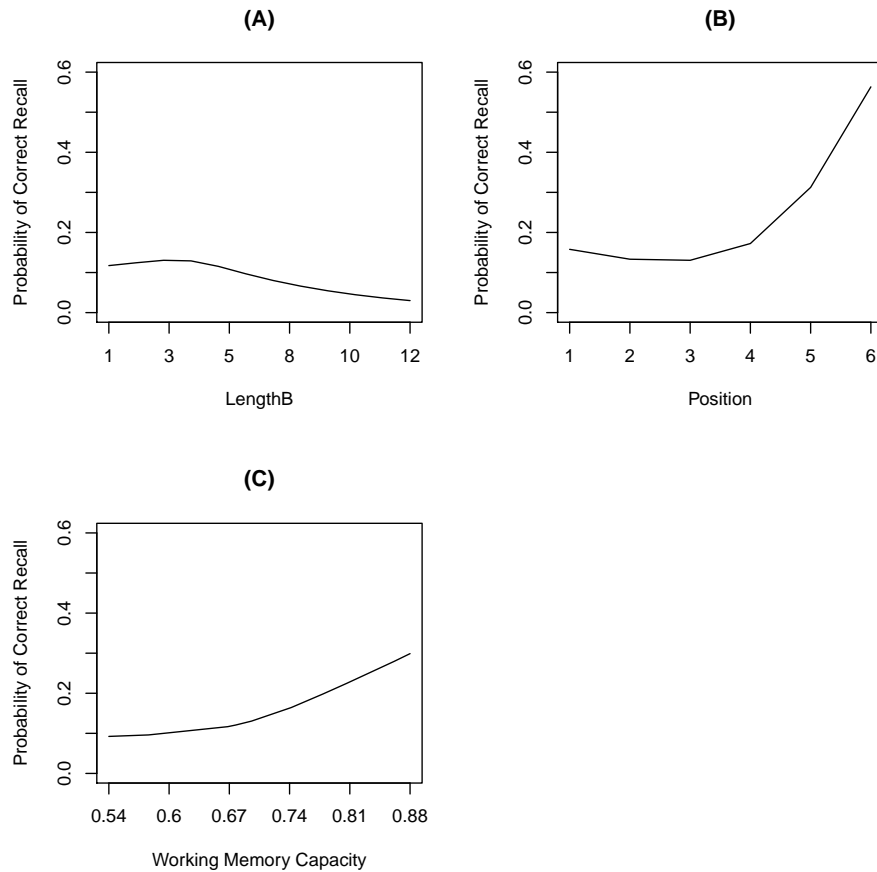 (A)
Probability of Correct Recall
0.0 0.2 0.4 0.6
1 3 5 8 10 12
LengthB
(B)
Probability of Correct Recall
0.0 0.2 0.4 0.6
1 2 3 4 5 6
Position
(C)
Probability of Correct Recall
0.0 0.2 0.4 0.6
0.54 0.6 0.67 0.74 0.81 0.88
Working Memory Capacity